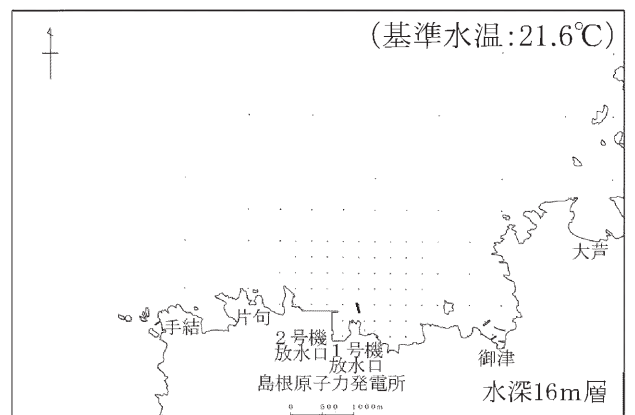 (基準水温:21.6℃)
大芦
手結
片句
2号機
放水口
1号機
放水口
御津
島根原子力発電所
水深16m層
0 500 1000m